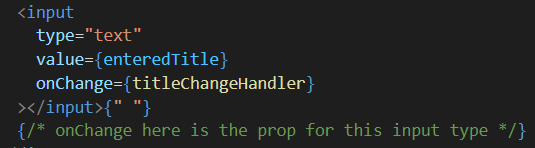 <input
type="text"
value={enteredTitle}
onChange={titleChangeHandler}
></input>{" "}
{/* onChange here is the prop for this input type */}